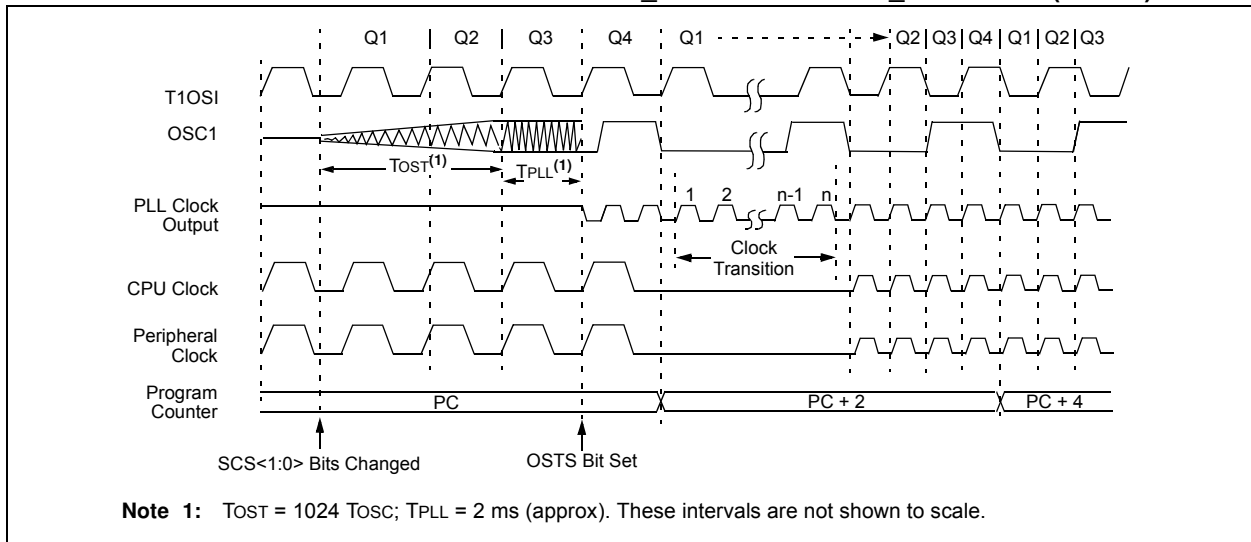 Q1 Q2 Q3 Q4 Q1 Q2 Q3 Q4 Q1 Q2 Q3
T1OSI
OSC1
TOST(1) TPLL(1)
1 2 n-1 n
PLL Clock
Output
Clock
Transition
CPU Clock
Peripheral
Clock
Program
Counter
PC PC + 2 PC + 4
SCS<1:0> Bits Changed OSTS Bit Set
Note 1: TOST = 1024 TOSC; TPLL = 2 ms (approx). These intervals are not shown to scale.